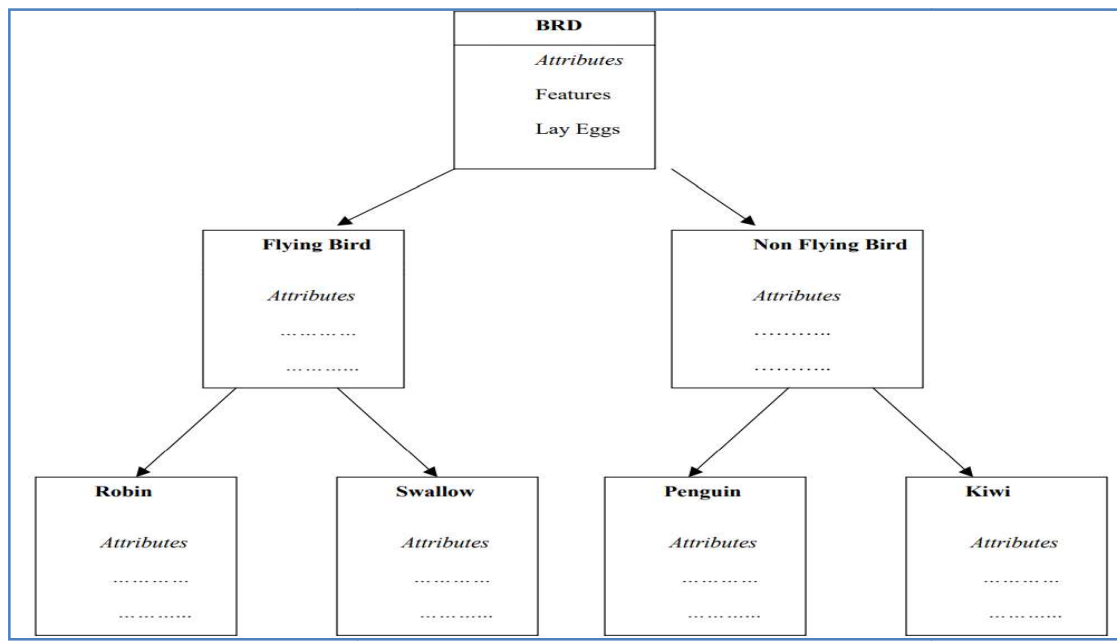 BRD
Attributes
Features
Lay Eggs
Flying Bird
Attributes
… … … …
… … …...
Non Flying Bird
Attributes
………..
………..
Robin
Attributes
… … … …
… … …...
Swallow
Attributes
… … … …
… … …...
Penguin
Attributes
… … … …
… … …...
Kiwi
Attributes
… … … …
… … …...